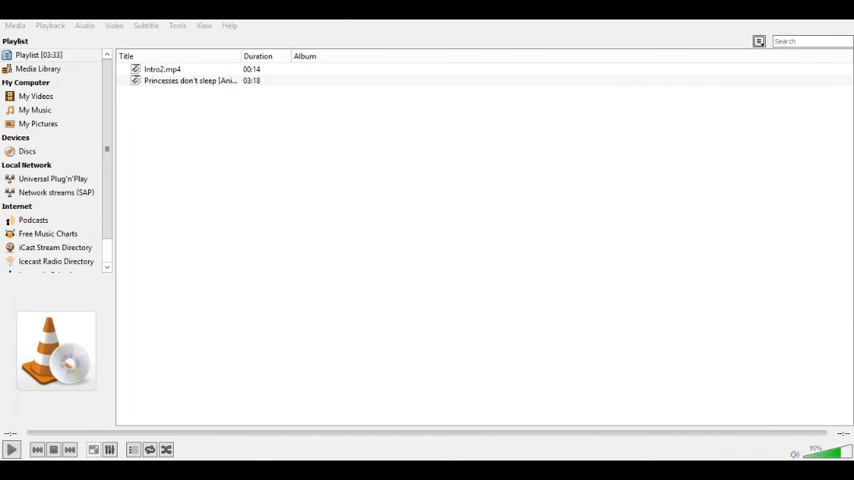 Media Playback Audio Video Subtitle Tools View Help
Playlist
Search
Playlist [03:33]
Media Library
My Computer
My Videos
My Music
My Pictures
Devices
Discs
Local Network
Universal Plug'n'Play
Network streams (SAP)
Internet
Podcasts
Free Music Charts
iCast Stream Directory
Icecast Radio Directory
Title Duration Album
Intro2.mp4 00:14
Princesses don't sleep [Ani... 03:18
--:-- --:--
95%